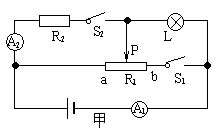 R₂ S₂ L
A₂ P
a R₁ b S₁
甲 A₁